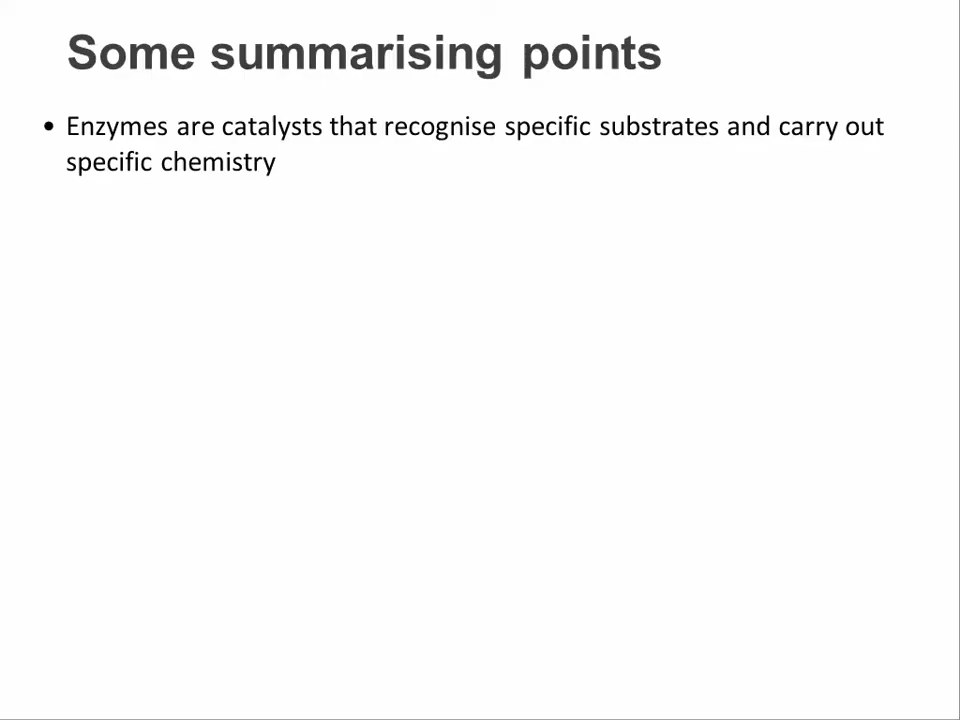 Some summarising points
• Enzymes are catalysts that recognise specific substrates and carry out
specific chemistry